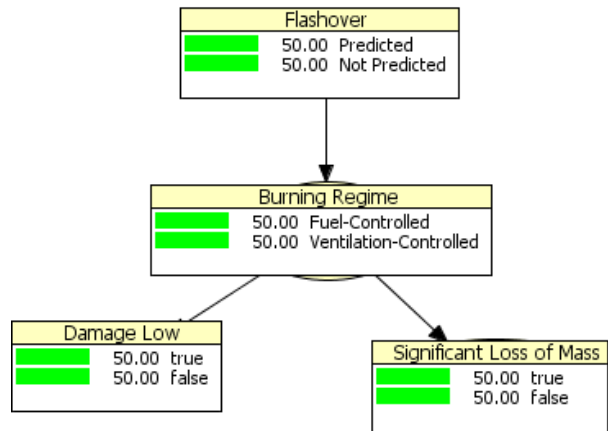 Flashover
50.00 Predicted
50.00 Not Predicted
Burning Regime
50.00 Fuel-Controlled
50.00 Ventilation-Controlled
Damage Low
50.00 true
50.00 false
Significant Loss of Mass
50.00 true
50.00 false